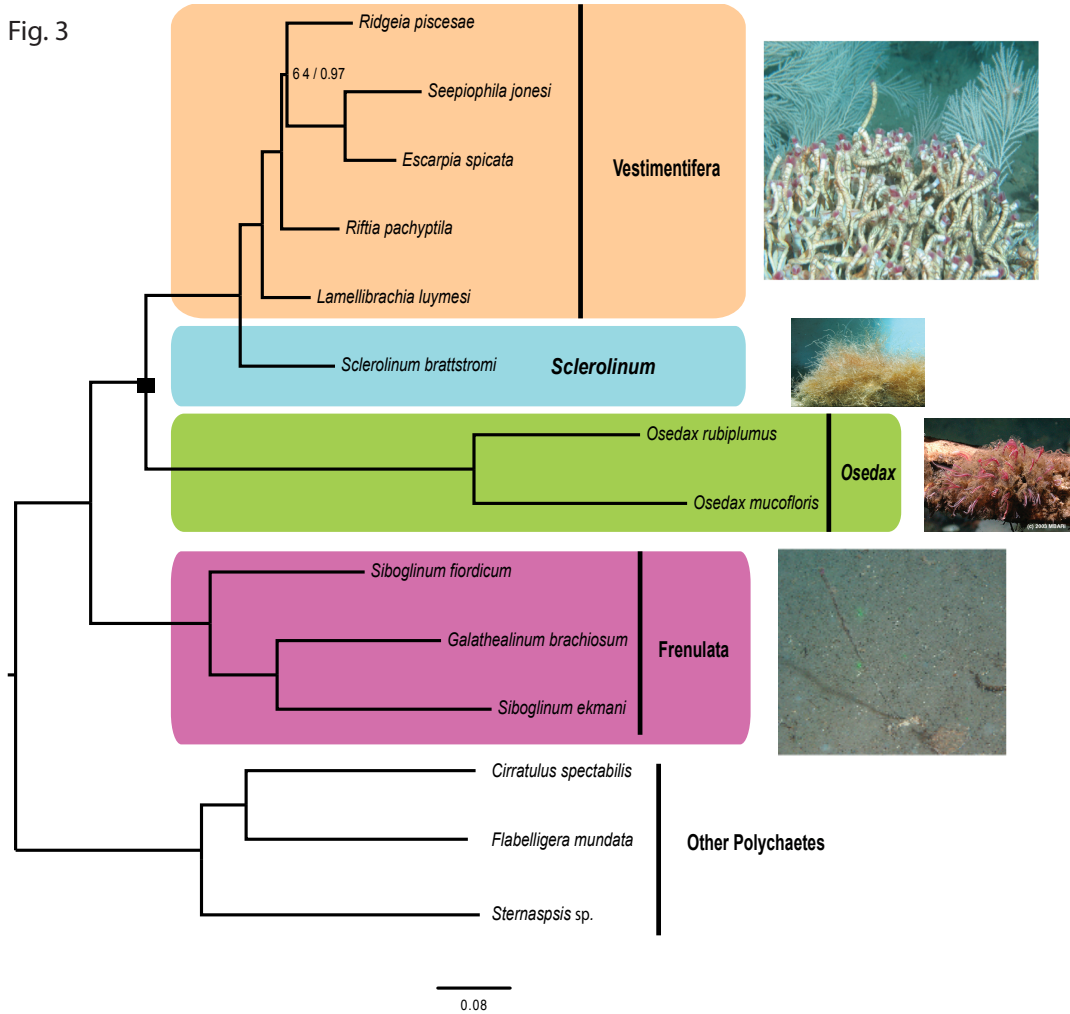 Fig. 3
Ridgeia piscesae
6 4 / 0.97
Seepiophila jonesi
Escarpia spicata
Vestimentifera
Riftia pachyptila
Lamellibrachia luymesi
Sclerolinum brattstromi
Sclerolinum
Osedax rubiplumus
Osedax
Osedax mucofloris
(c) 2003 MBARI
Siboglinum fiordicum
Galathealinum brachiosum
Frenulata
Siboglinum ekmani
Cirratulus spectabilis
Flabelligera mundata
Other Polychaetes
Sternaspsis sp.
0.08